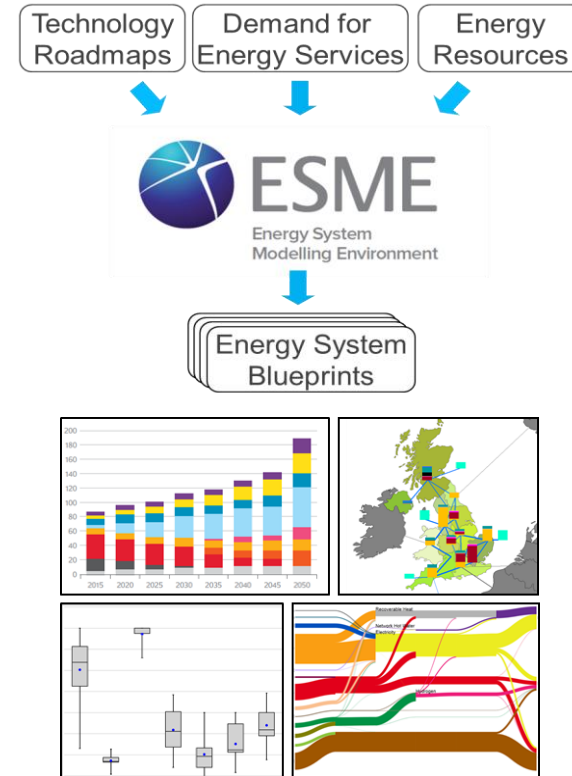 Technology
Roadmaps
Demand for
Energy Services
Energy
Resources
ESME
Energy System
Modelling Environment
Energy System
Blueprints
200
180
160
140
120
100
80
60
40
20
0
2015 2020 2025 2030 2035 2040 2045 2050
Recoverable Heat
Network Hot Water
Electricity
Hydrogen